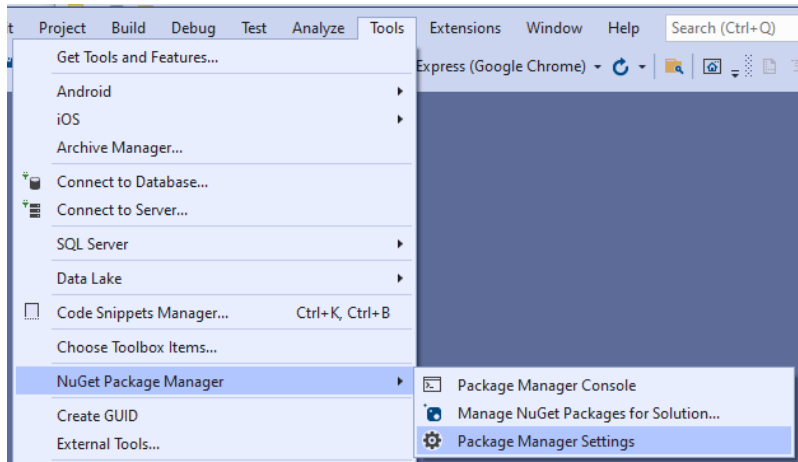 t Project Build Debug Test Analyze Tools Extensions Window Help Search (Ctrl+Q)
Get Tools and Features...
Express (Google Chrome)
Android
iOS
Archive Manager...
Connect to Database...
Connect to Server...
SQL Server
Data Lake
Code Snippets Manager... Ctrl+K, Ctrl+B
Choose Toolbox Items...
NuGet Package Manager
Package Manager Console
Create GUID
Manage NuGet Packages for Solution...
External Tools...
Package Manager Settings